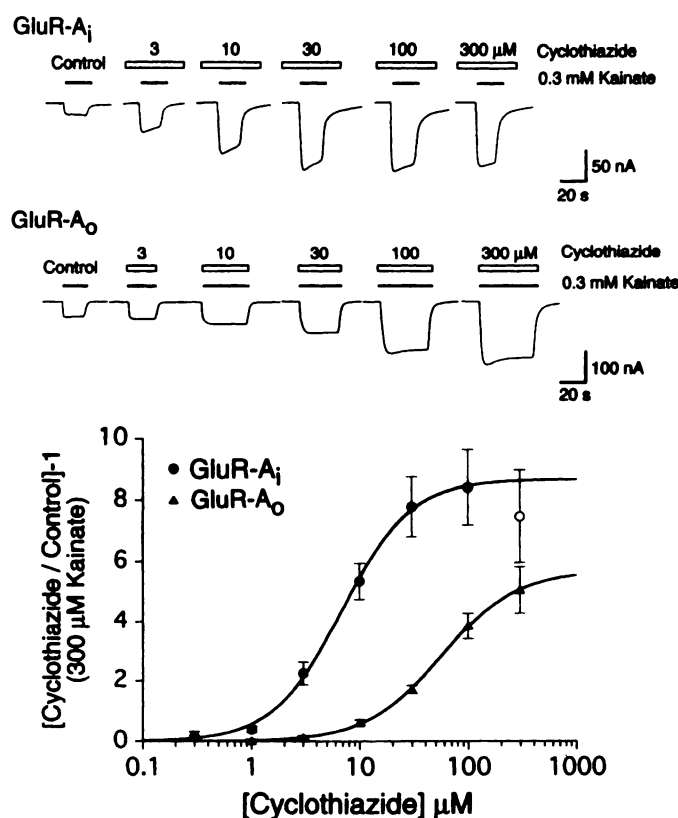 GluR-Ai
Control 3 10 30 100 300 μM Cyclothiazide
0.3 mM Kainate
50 nA
20 s
GluR-Ao
Control 3 10 30 100 300 μM Cyclothiazide
0.3 mM Kainate
100 nA
20 s
[Cyclothiazide / Control]-1
(300 μM Kainate)
10
8
6
4
2
0
GluR-Ai
GluR-Ao
0.1 1 10 100 1000
[Cyclothiazide] μM